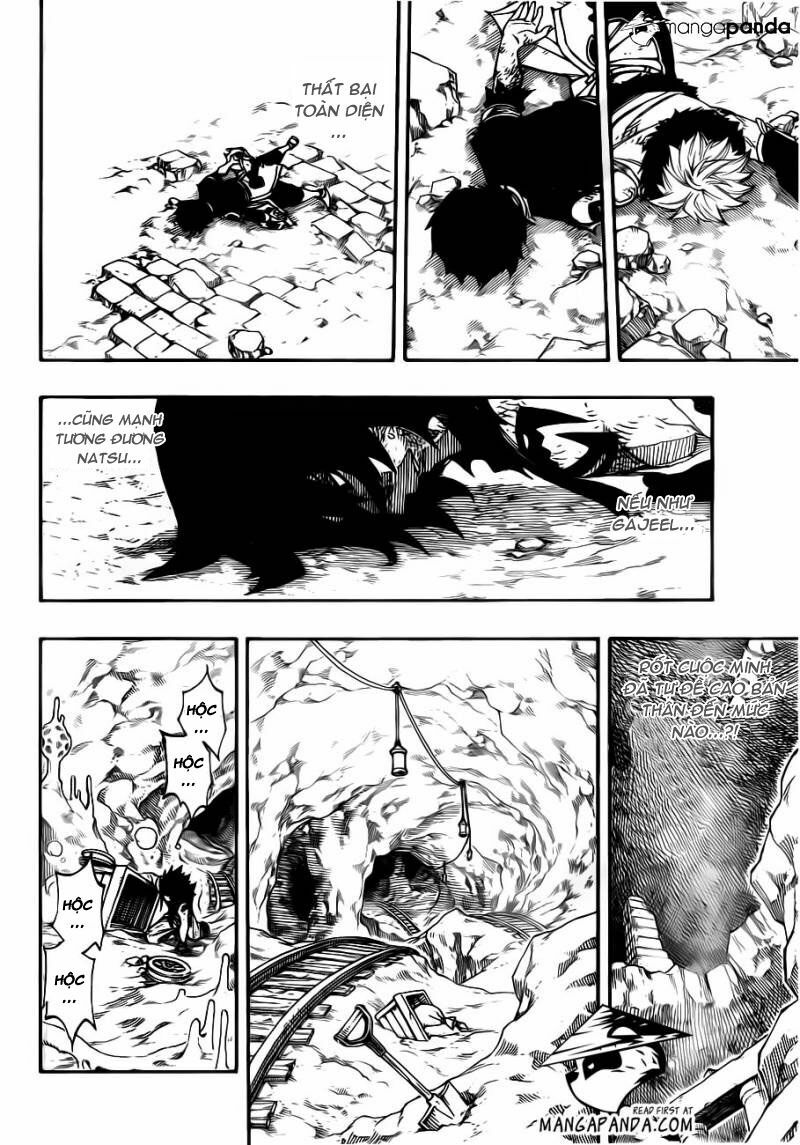 mangapanda
THẤT BẠI
TOÀN DIỆN
...
NẾU NHƯ
GAJEEL...
...CŨNG MẠNH
TƯƠNG ĐƯƠNG
NATSU...
RỐT CUỘC MÌNH
ĐÃ TỰ ĐỀ CAO BẢN
THÂN ĐẾN MỨC
NÀO...?!
HỘC
...
HỘC
...
HỘC
...
HỘC
...
READ FIRST AT
MANGAPANDA.COM